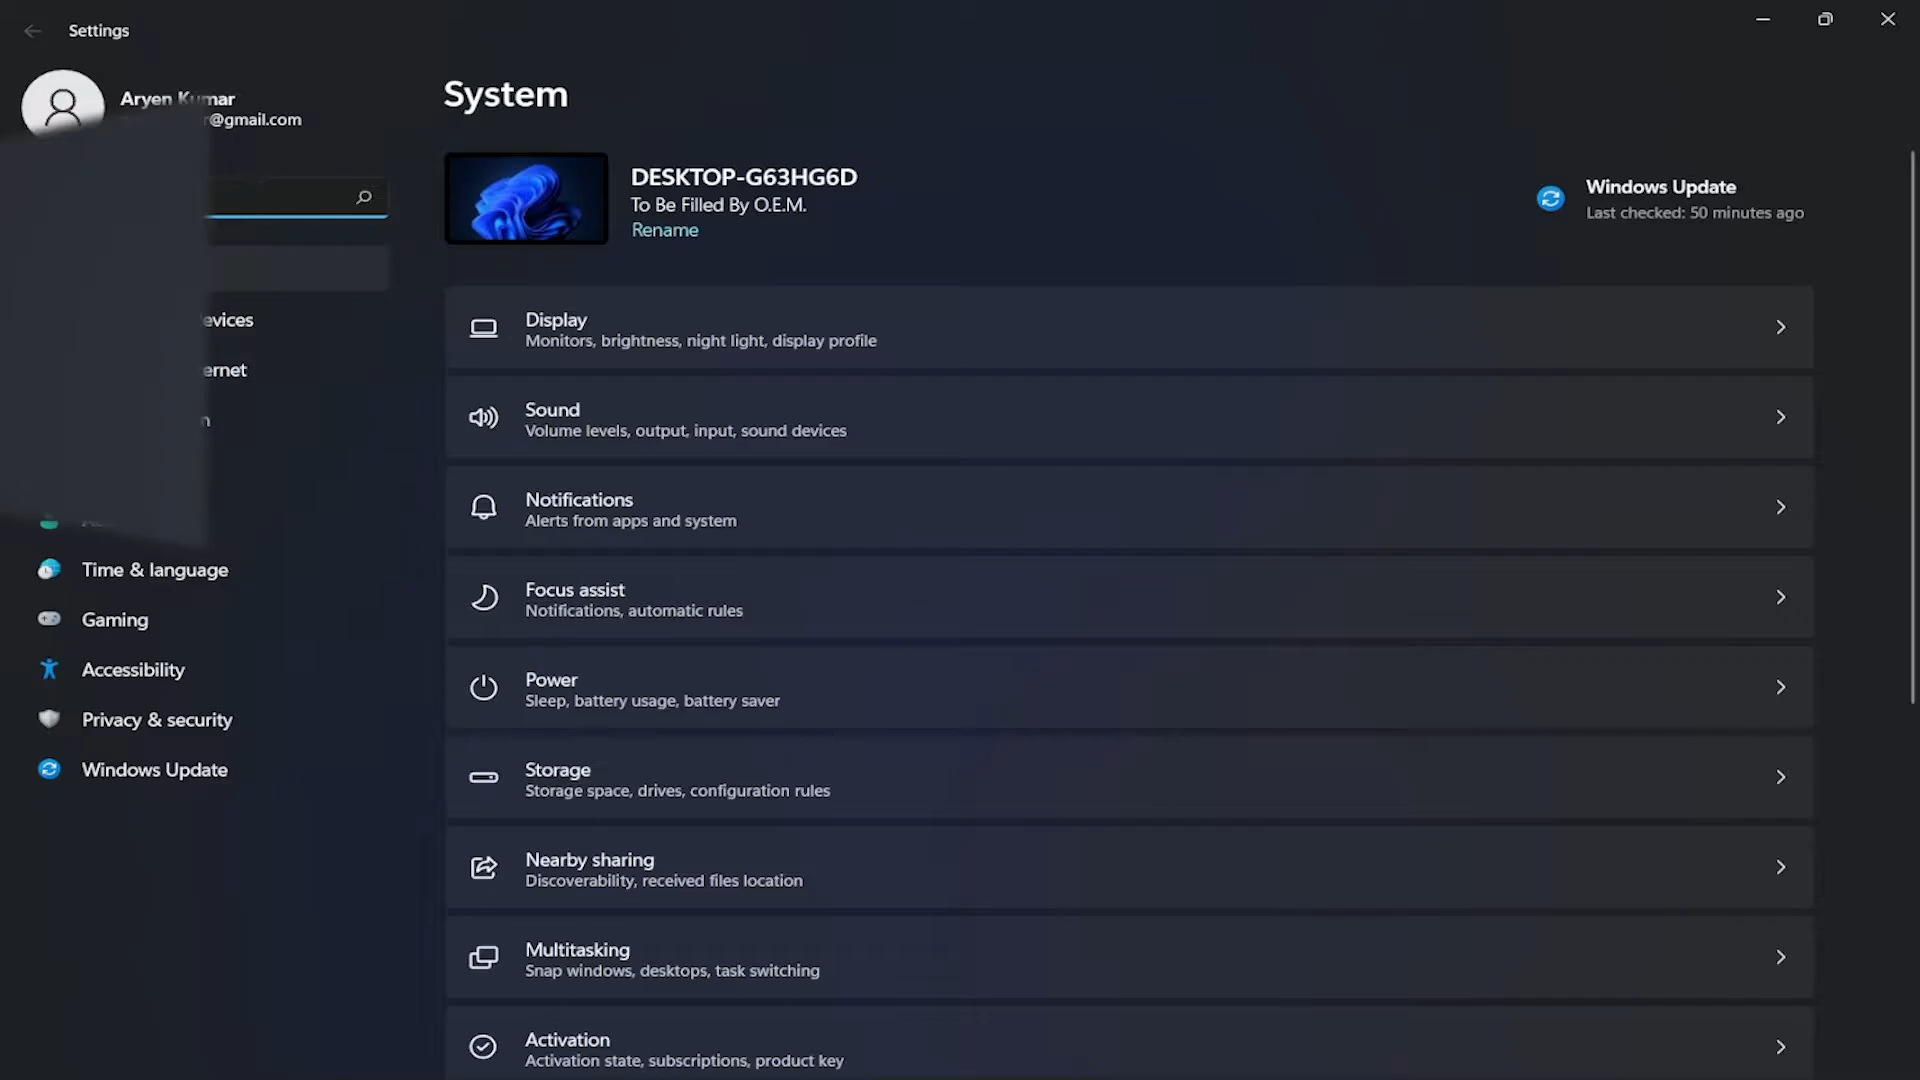 Settings
Aryen Kumar
r@gmail.com
evices
ernet
n
Time & language
Gaming
Accessibility
Privacy & security
Windows Update
System
DESKTOP-G63HG6D
To Be Filled By O.E.M.
Rename
Windows Update
Last checked: 50 minutes ago
Display
Monitors, brightness, night light, display profile
Sound
Volume levels, output, input, sound devices
Notifications
Alerts from apps and system
Focus assist
Notifications, automatic rules
Power
Sleep, battery usage, battery saver
Storage
Storage space, drives, configuration rules
Nearby sharing
Discoverability, received files location
Multitasking
Snap windows, desktops, task switching
Activation
Activation state, subscriptions, product key